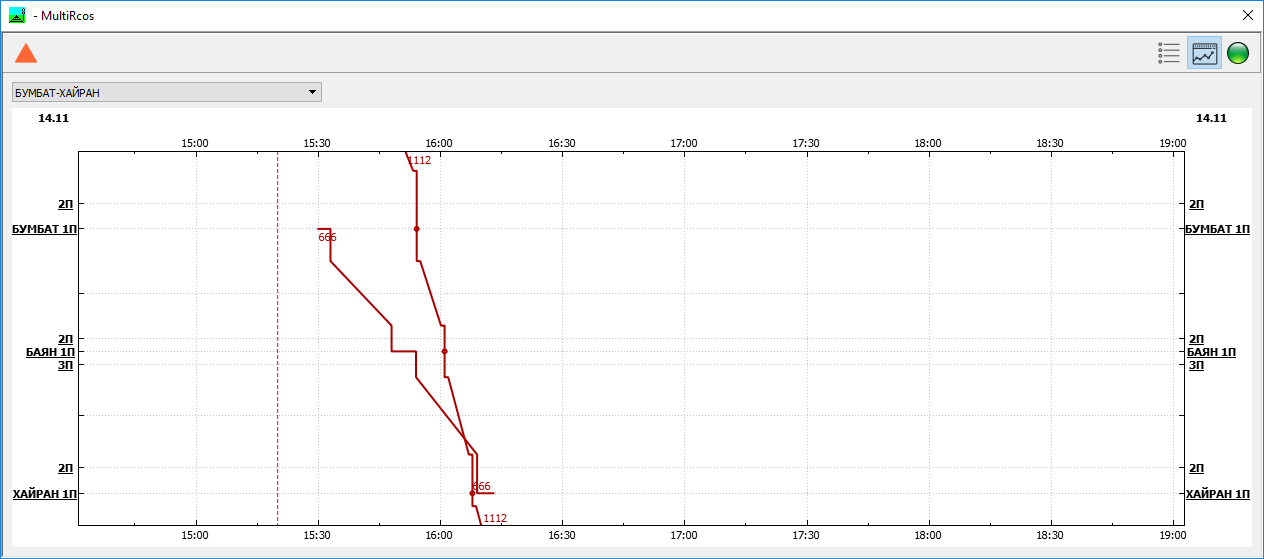 - MultiRcos
БУМБАТ-ХАЙРАН
14.11 14.11
15:00 15:30 16:00 16:30 17:00 17:30 18:00 18:30 19:00
1112
2П 2П
БУМБАТ 1П БУМБАТ 1П
666
2П 2П
БАЯН 1П БАЯН 1П
3П 3П
2П 2П
666
ХАЙРАН 1П ХАЙРАН 1П
1112
15:00 15:30 16:00 16:30 17:00 17:30 18:00 18:30 19:00